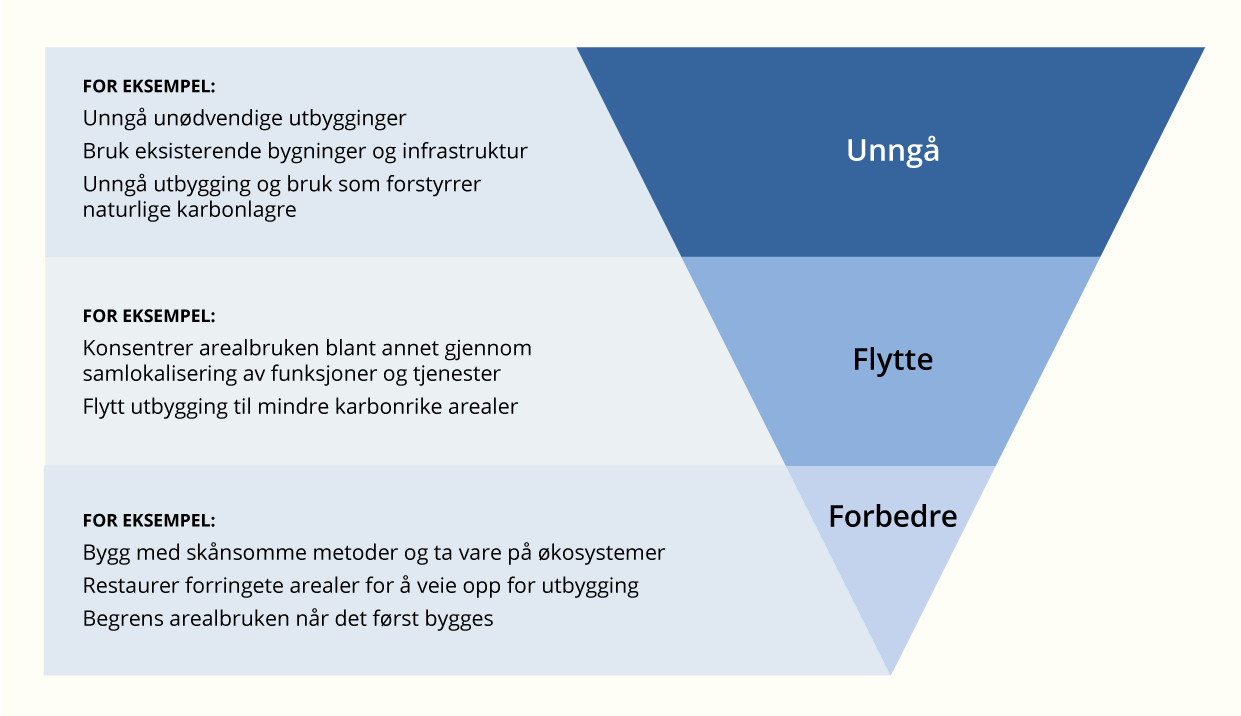 FOR EKSEMPEL:
Unngå unødvendige utbygginger
Bruk eksisterende bygninger og infrastruktur
Unngå utbygging og bruk som forstyrrer
naturlige karbonlagre
Unngå
FOR EKSEMPEL:
Konsentrer arealbruken blant annet gjennom
samlokalisering av funksjoner og tjenester
Flytt utbygging til mindre karbonrike arealer
Flytte
FOR EKSEMPEL:
Bygg med skånsomme metoder og ta vare på økosystemer
Restaurer forringete arealer for å veie opp for utbygging
Begrens arealbruken når det først bygges
Forbedre